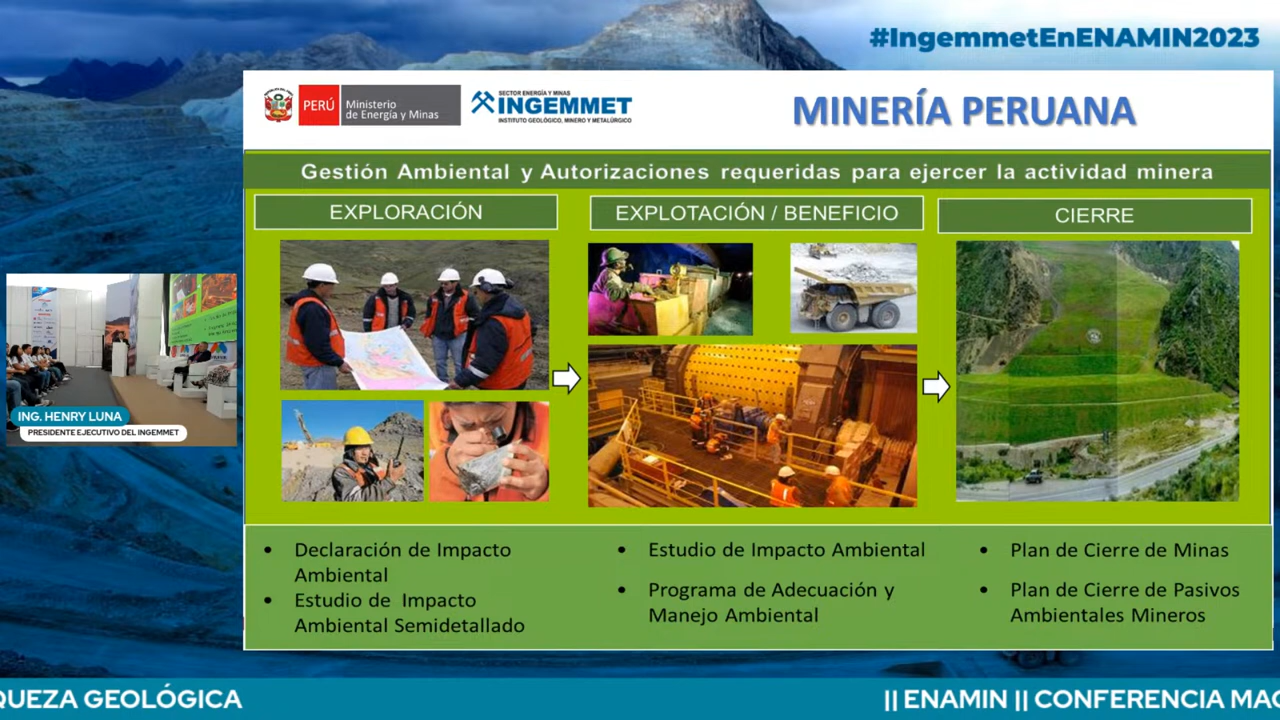 #IngemmetEnENAMIN2023
PERÚ
Ministerio
de Energía y Minas
SECTOR ENERGÍA Y MINAS
INGEMMET
INSTITUTO GEOLÓGICO, MINERO Y METALÚRGICO
MINERÍA PERUANA
Gestión Ambiental y Autorizaciones requeridas para ejercer la actividad minera
EXPLORACIÓN
EXPLOTACIÓN / BENEFICIO
CIERRE
ING. HENRY LUNA
PRESIDENTE EJECUTIVO DEL INGEMMET
• Declaración de Impacto
Ambiental
• Estudio de Impacto
Ambiental Semidetallado
• Estudio de Impacto Ambiental
• Programa de Adecuación y
Manejo Ambiental
• Plan de Cierre de Minas
• Plan de Cierre de Pasivos
Ambientales Mineros
QUEZA GEOLÓGICA
|| ENAMIN || CONFERENCIA MAG